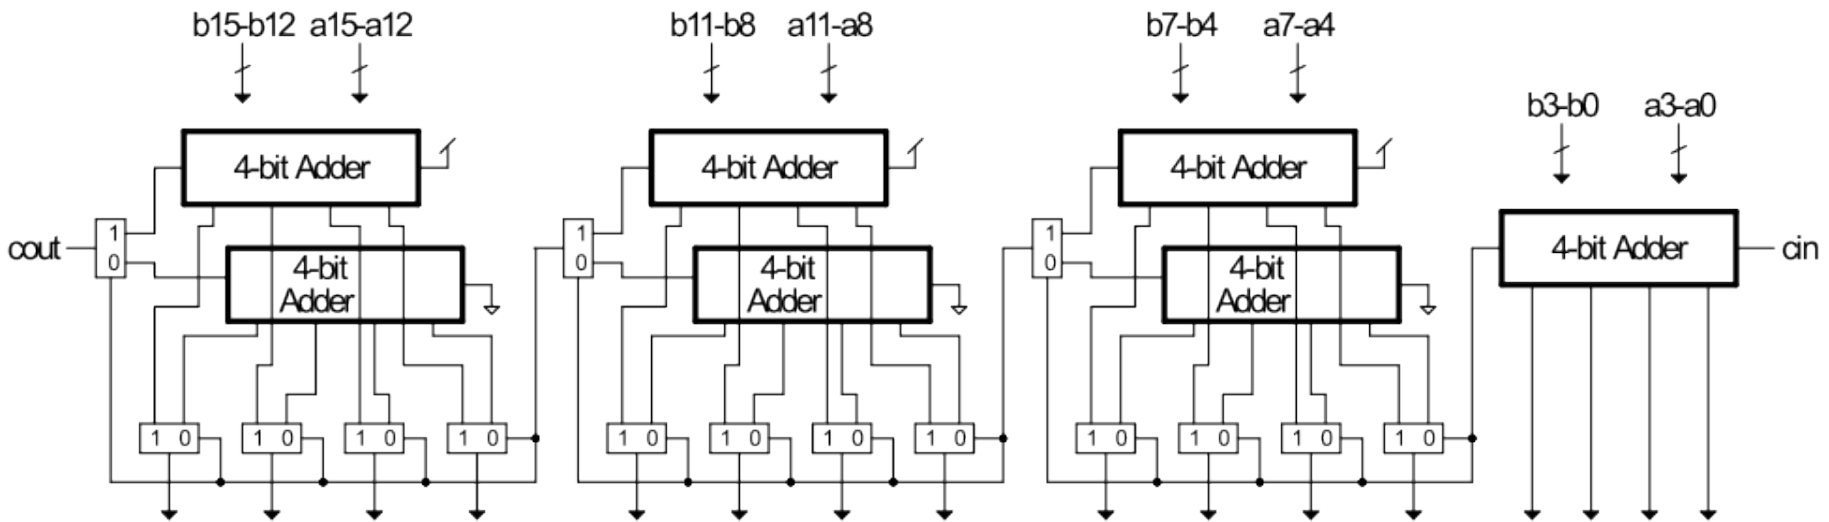 b15-b12 a15-a12
b11-b8 a11-a8
b7-b4 a7-a4
b3-b0 a3-a0
4-bit Adder
4-bit Adder
4-bit Adder
4-bit Adder
cin
cout
1
0
4-bit
Adder
1
0
4-bit
Adder
1
0
4-bit
Adder
1 0
1 0
1 0
1 0
1 0
1 0
1 0
1 0
1 0
1 0
1 0
1 0